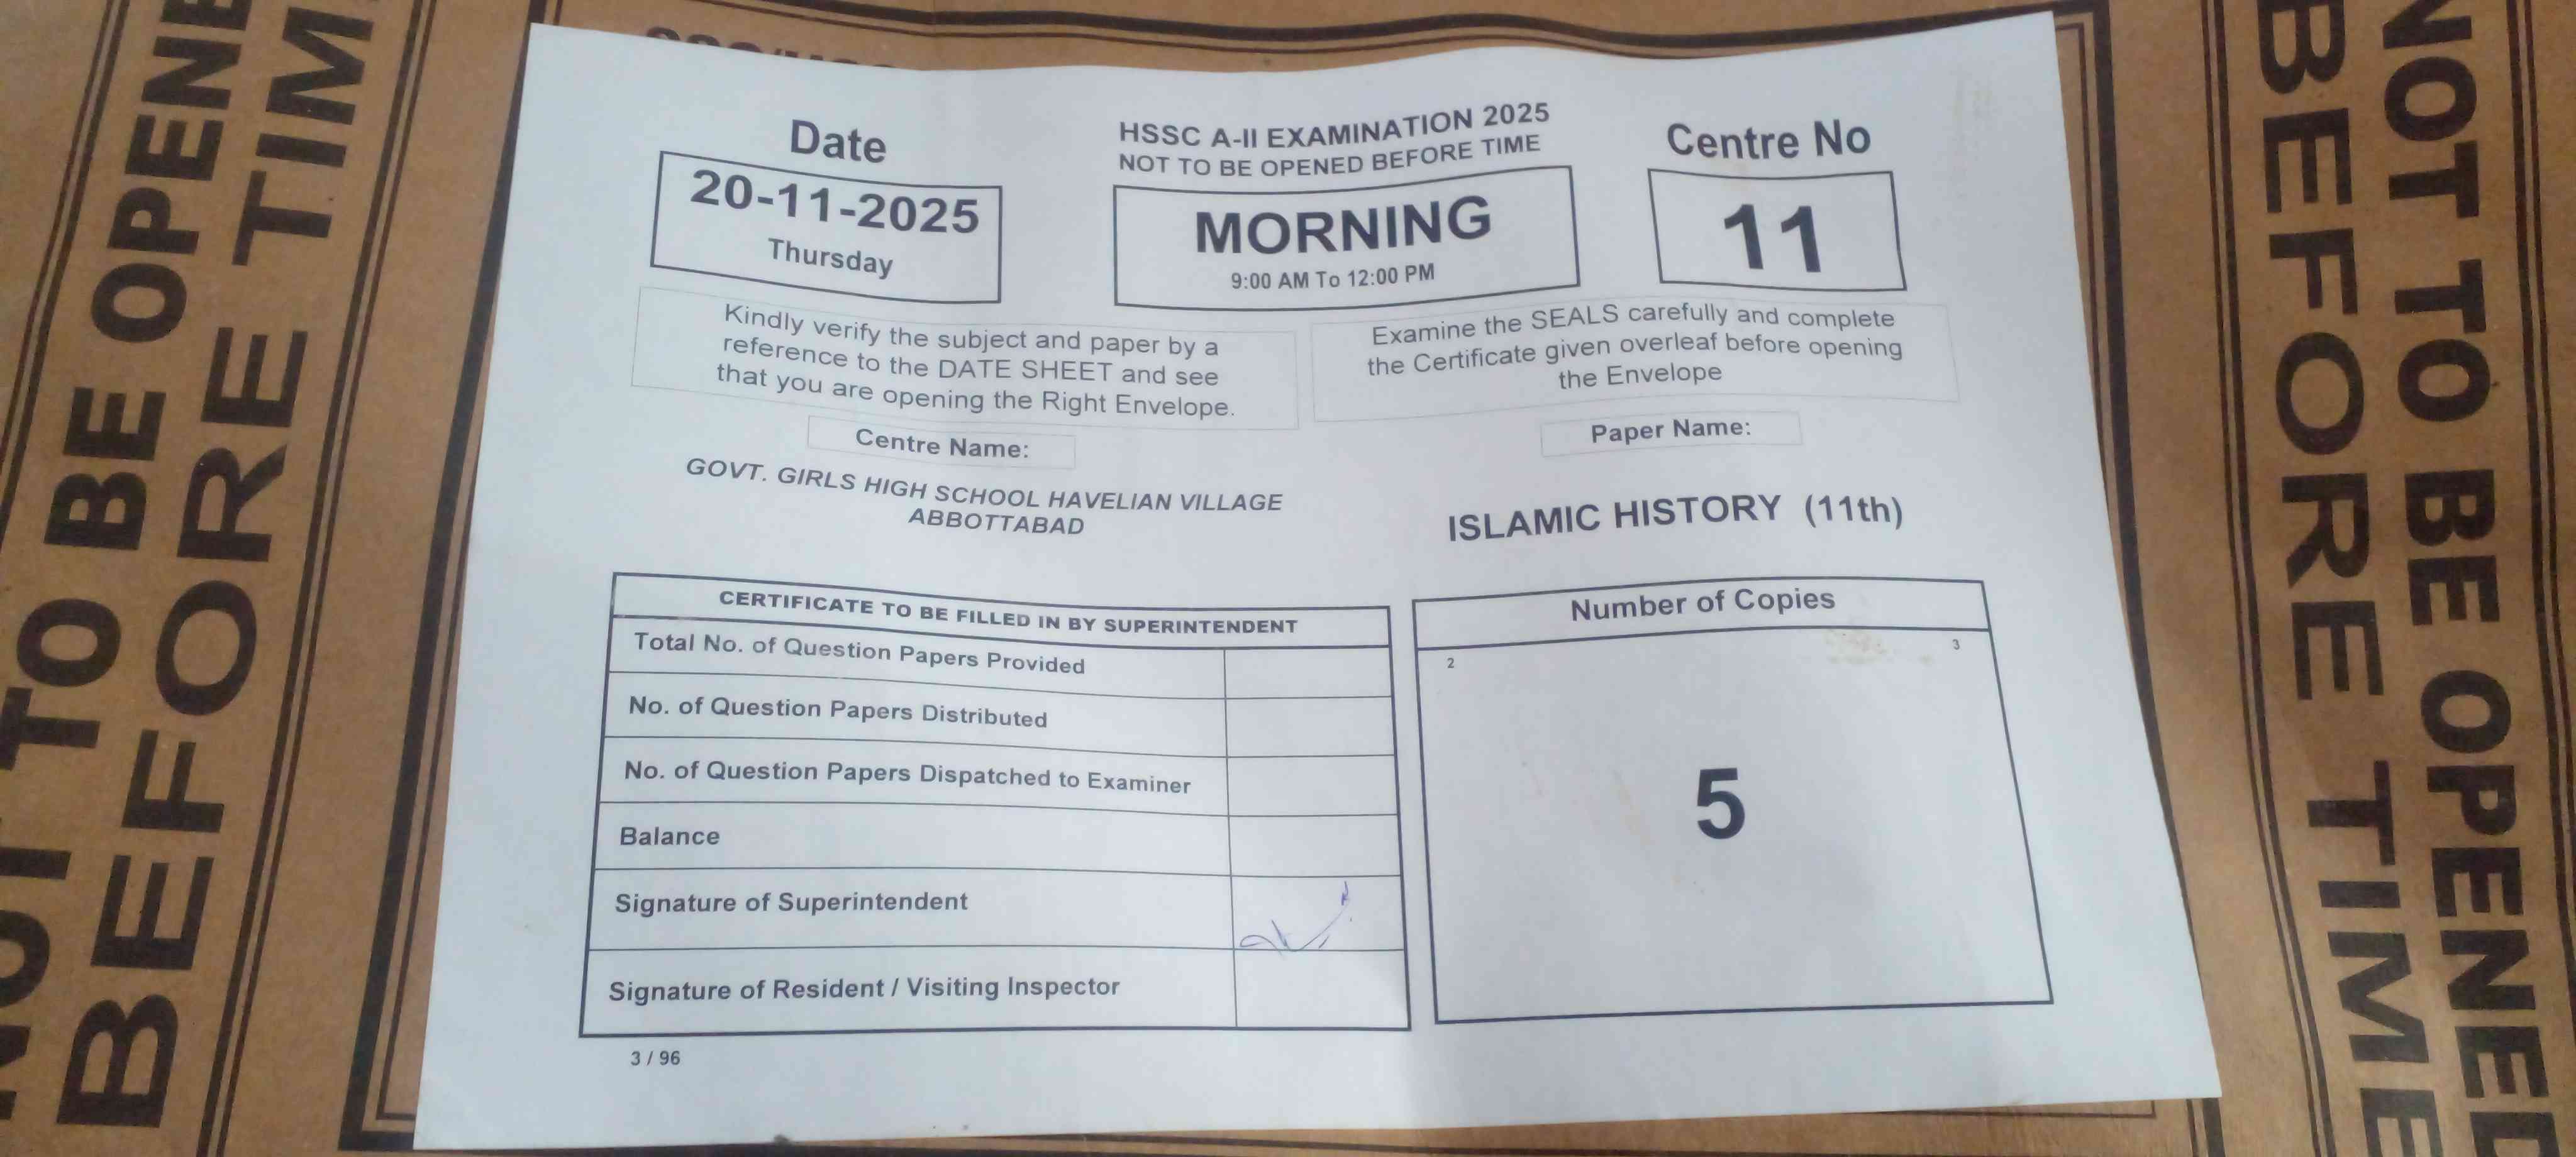 NOT TO BE OPENED
BEFORE TIME
Date
20-11-2025
Thursday
HSSC A-II EXAMINATION 2025
NOT TO BE OPENED BEFORE TIME
MORNING
9:00 AM To 12:00 PM
Centre No
11
Kindly verify the subject and paper by a
reference to the DATE SHEET and see
that you are opening the Right Envelope.
Examine the SEALS carefully and complete
the Certificate given overleaf before opening
the Envelope
Centre Name:
GOVT. GIRLS HIGH SCHOOL HAVELIAN VILLAGE
ABBOTTABAD
Paper Name:
ISLAMIC HISTORY (11th)
CERTIFICATE TO BE FILLED IN BY SUPERINTENDENT
Total No. of Question Papers Provided
No. of Question Papers Distributed
No. of Question Papers Dispatched to Examiner
Balance
Signature of Superintendent
Signature of Resident / Visiting Inspector
Number of Copies
2 3
5
3 / 96
BEFORE TIME
NOT TO BE OPENED